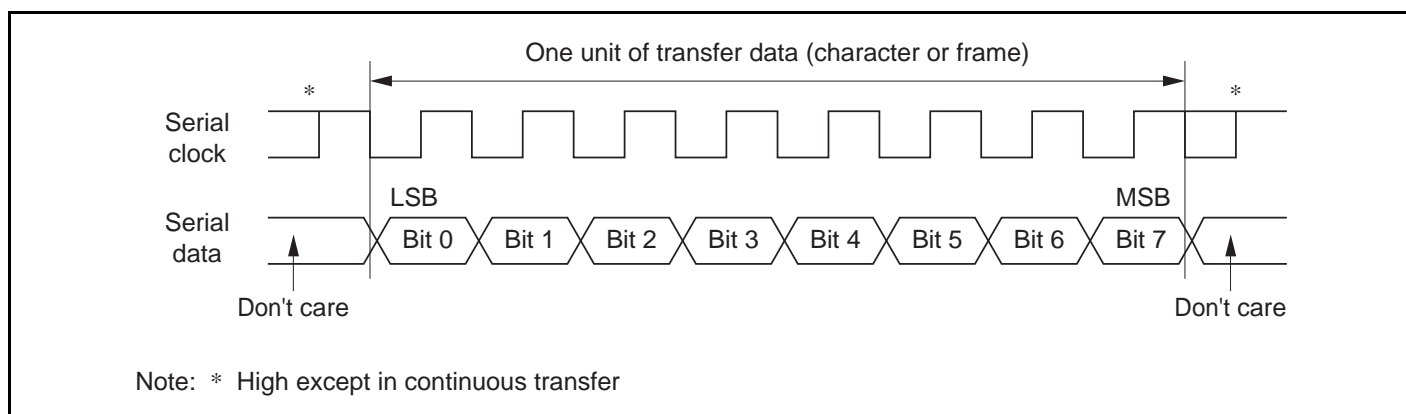 One unit of transfer data (character or frame)
* *
Serial clock
LSB MSB
Serial data
Bit 0 Bit 1 Bit 2 Bit 3 Bit 4 Bit 5 Bit 6 Bit 7
Don't care Don't care
Note: * High except in continuous transfer